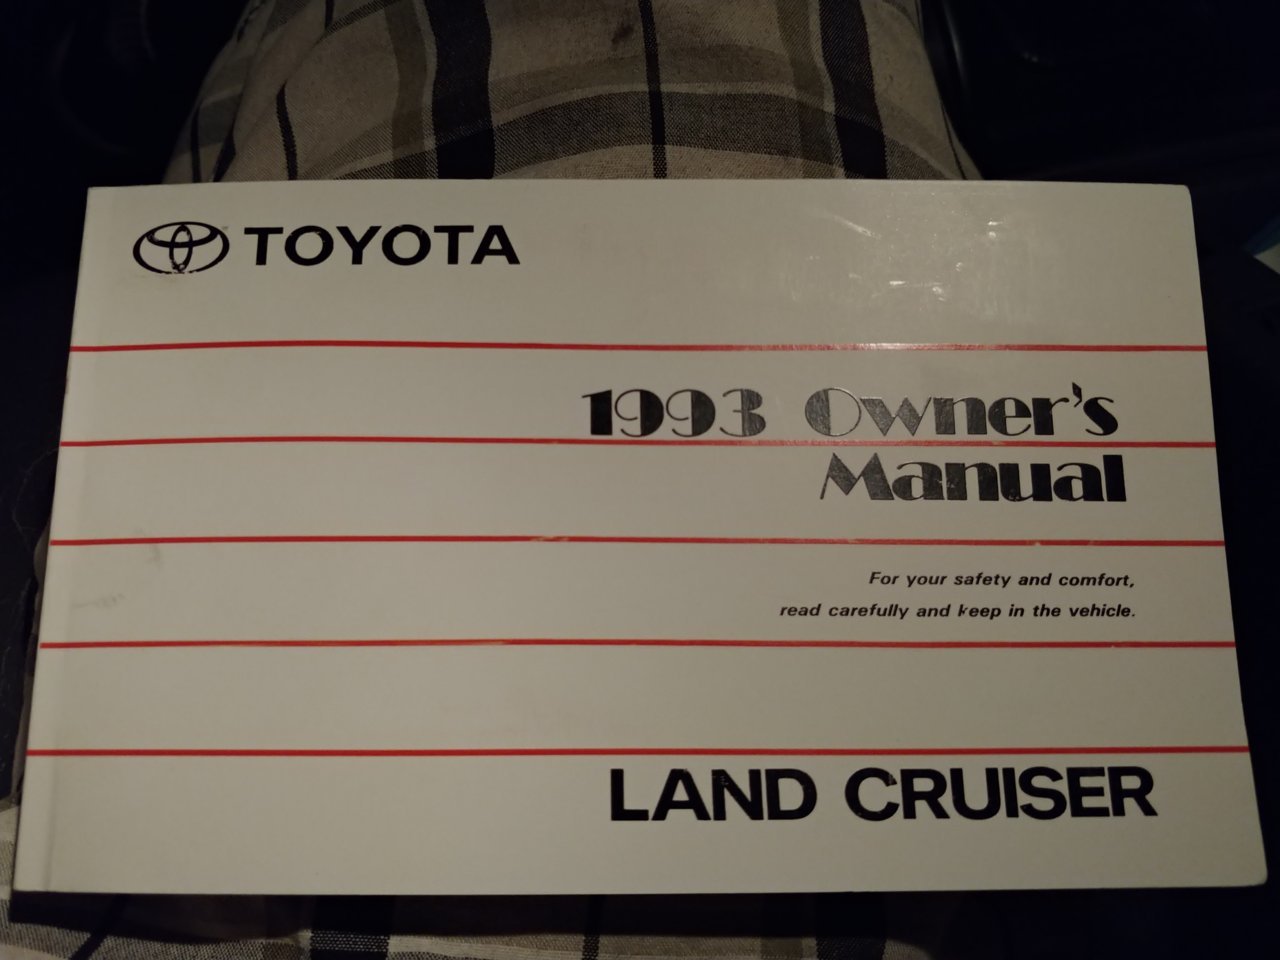 TOYOTA
1993 Owner's
Manual
For your safety and comfort,
read carefully and keep in the vehicle.
LAND CRUISER